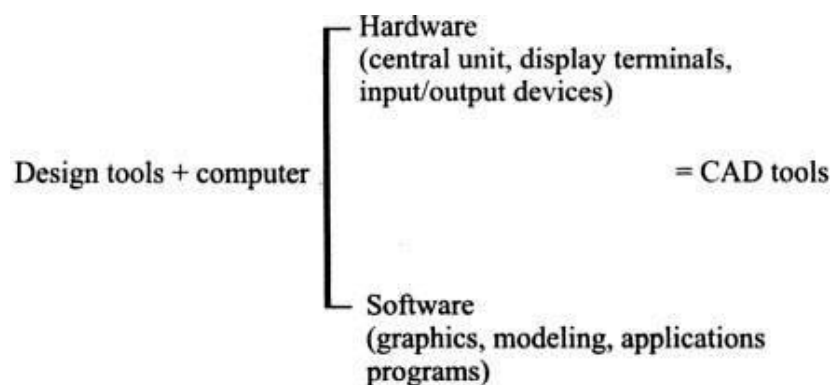 Hardware
(central unit, display terminals,
input/output devices)
Design tools + computer
= CAD tools
Software
(graphics, modeling, applications
programs)